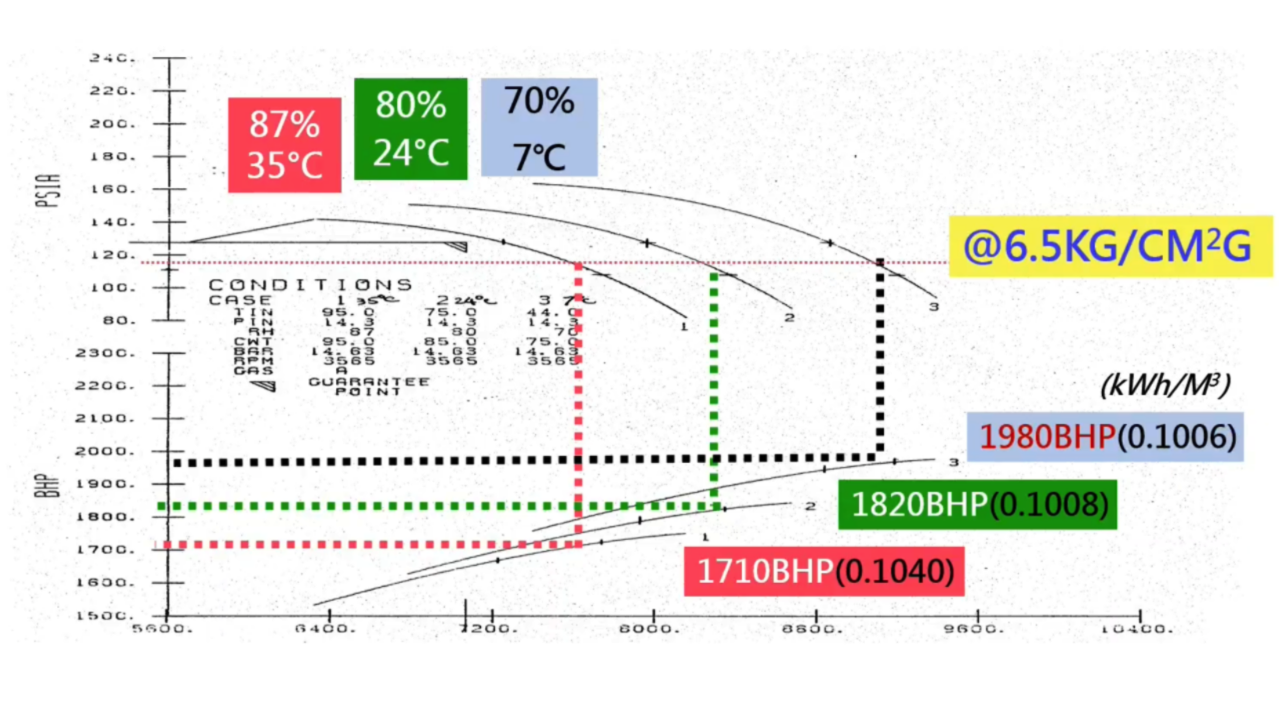 240.
220.
200.
180.
160.
140.
120.
100.
80.
PSIA
87%
35°C
80%
24°C
70%
7℃
@6.5KG/CM²G
CONDITIONS
CASE 1 35°C 2 24°C 3 7°C
TIN 95.0 75.0 44.0
PIN 14.3 14.3 14.3
RH 87 80 70
CWT 95.0 85.0 75.0
BAR 14.63 14.63 14.63
RPM 3565 3565 3565
GAS A
GUARANTEE
POINT
1
2
3
2300.
2200.
2100.
2000.
1900.
1800.
1700.
1600.
1500.
BHP
(kWh/M³)
1980BHP(0.1006)
3
1820BHP(0.1008)
2
1710BHP(0.1040)
1
5600. 6400. 7200. 8000. 8800. 9600. 10400.